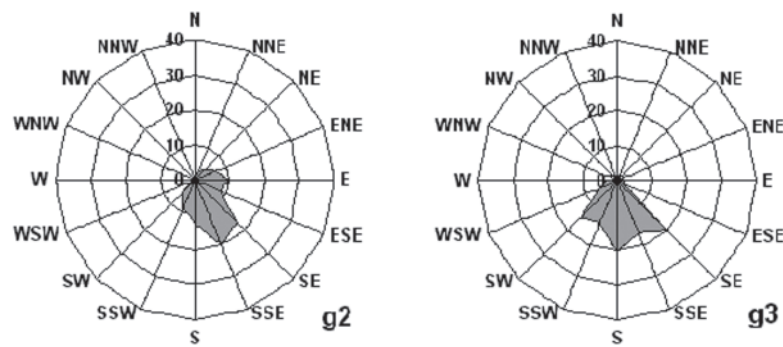 N
NNW 40 NNE
NW 30 NE
20
WNW 10 ENE
W 0 E
WSW ESE
SW SE
SSW SSE
S
g2
N
NNW 40 NNE
NW 30 NE
20
WNW 10 ENE
W 0 E
WSW ESE
SW SE
SSW SSE
S
g3